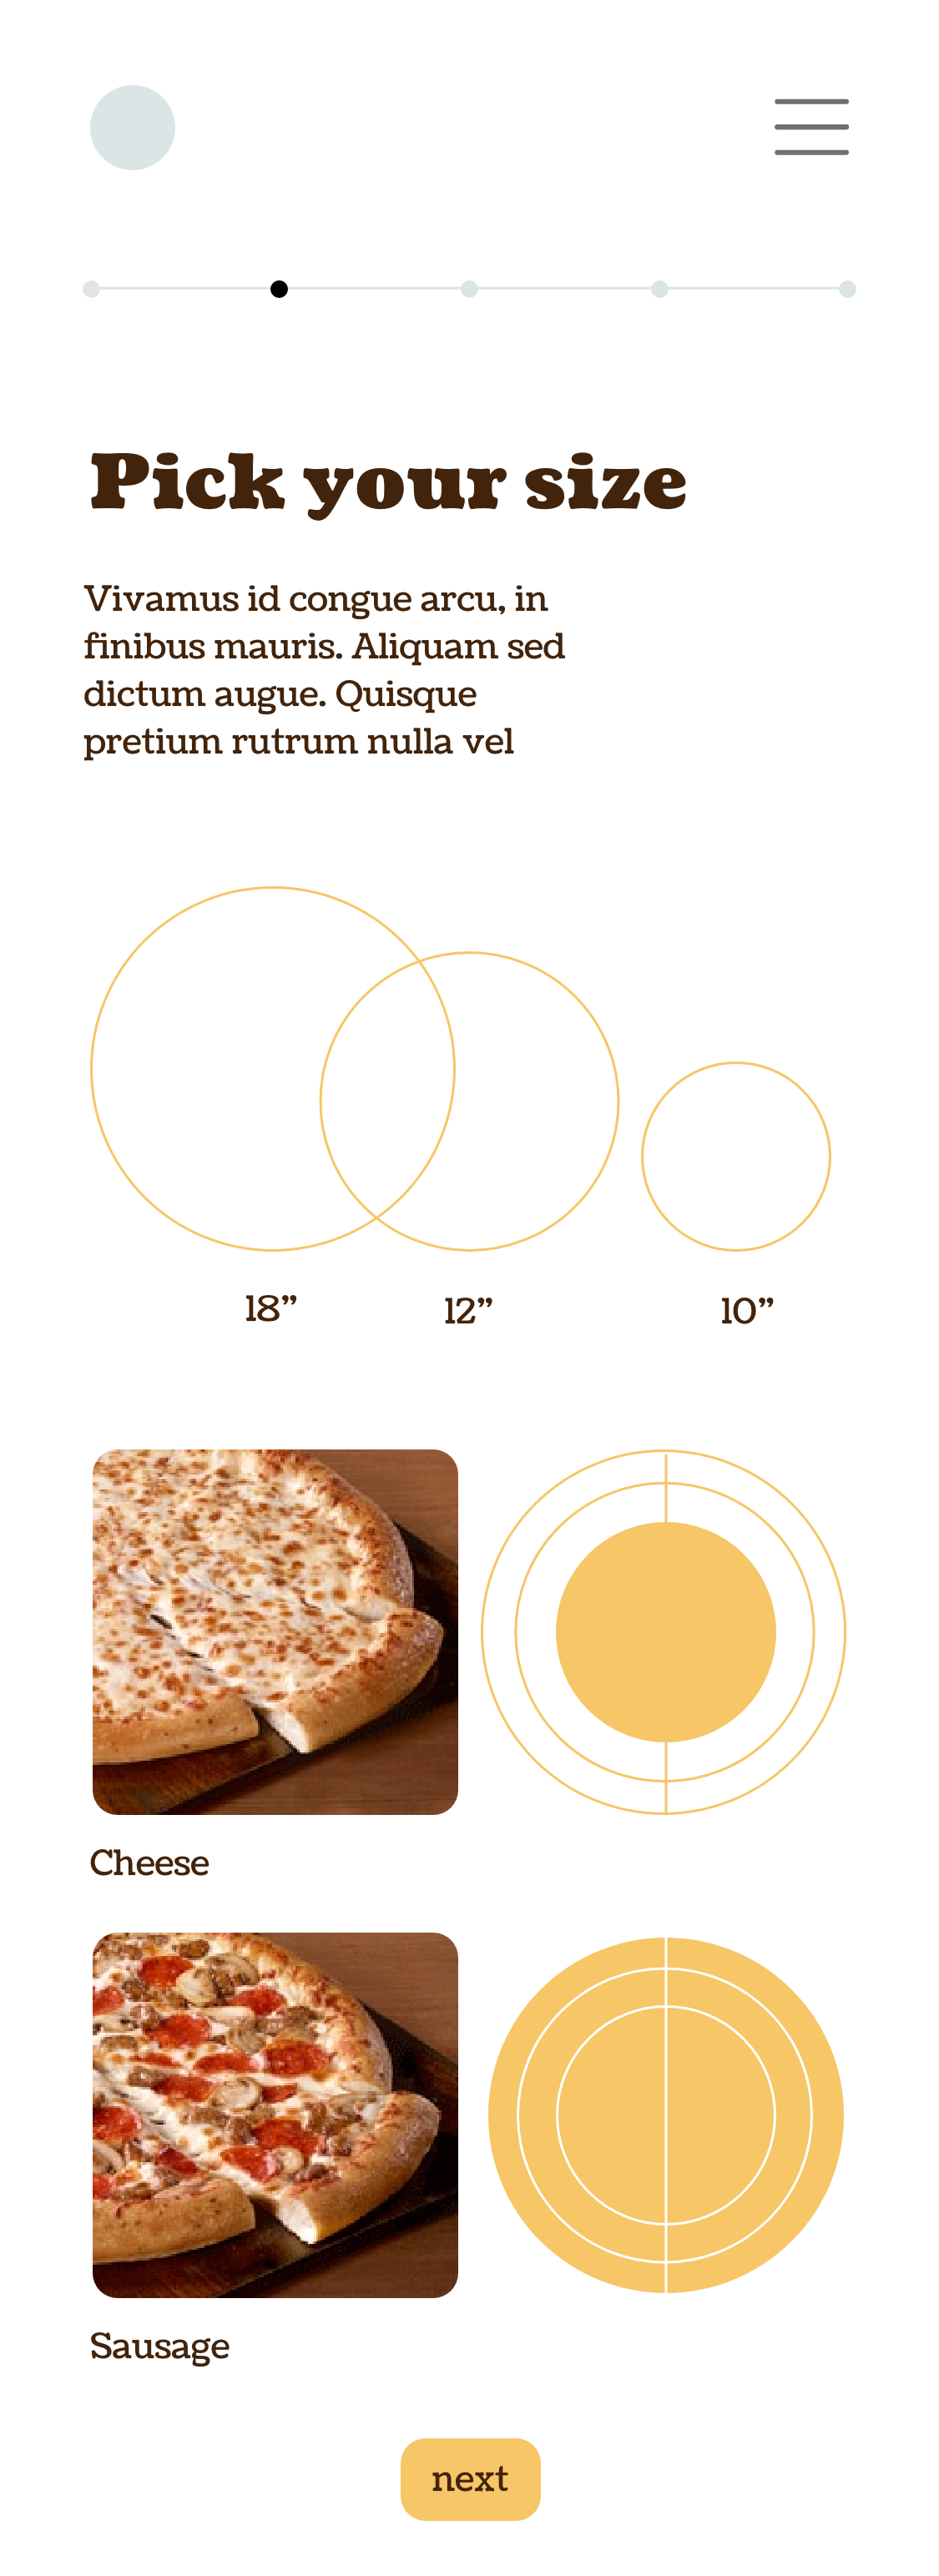 Pick your size
Vivamus id congue arcu, in
finibus mauris. Aliquam sed
dictum augue. Quisque
pretium rutrum nulla vel
18” 12” 10”
Cheese
Sausage
next